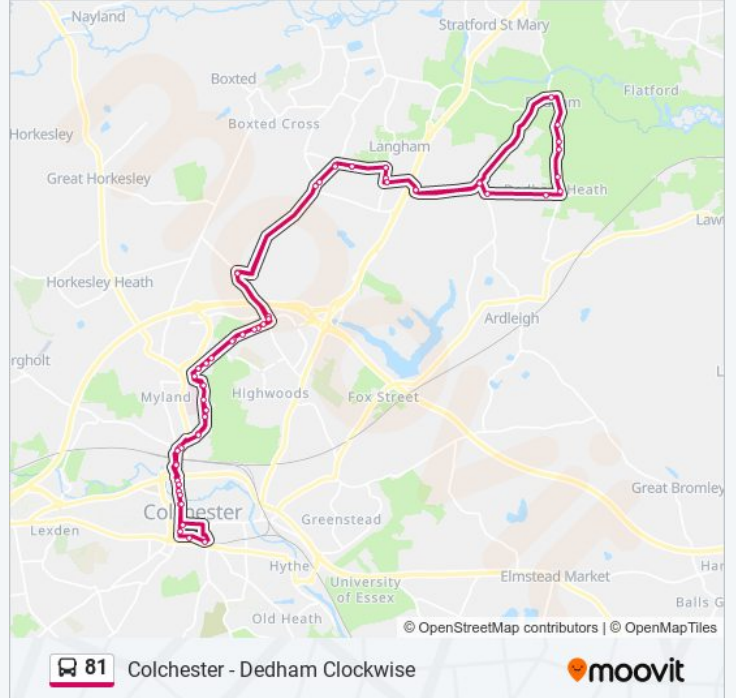 Nayland
Stratford St Mary
Boxted
Flatford
Boxted Cross
Horkesley
Langham
Great Horkesley
Heath
Law
Horkesley Heath
Ardleigh
rgholt
L
Myland
Highwoods
Fox Street
Great Bromley
Colchester
Greenstead
Lexden
Hythe
University
of Essex
Elmstead Market
Har
Balls G
Old Heath
© OpenStreetMap contributors | © OpenMapTiles
81 Colchester - Dedham Clockwise
moovit